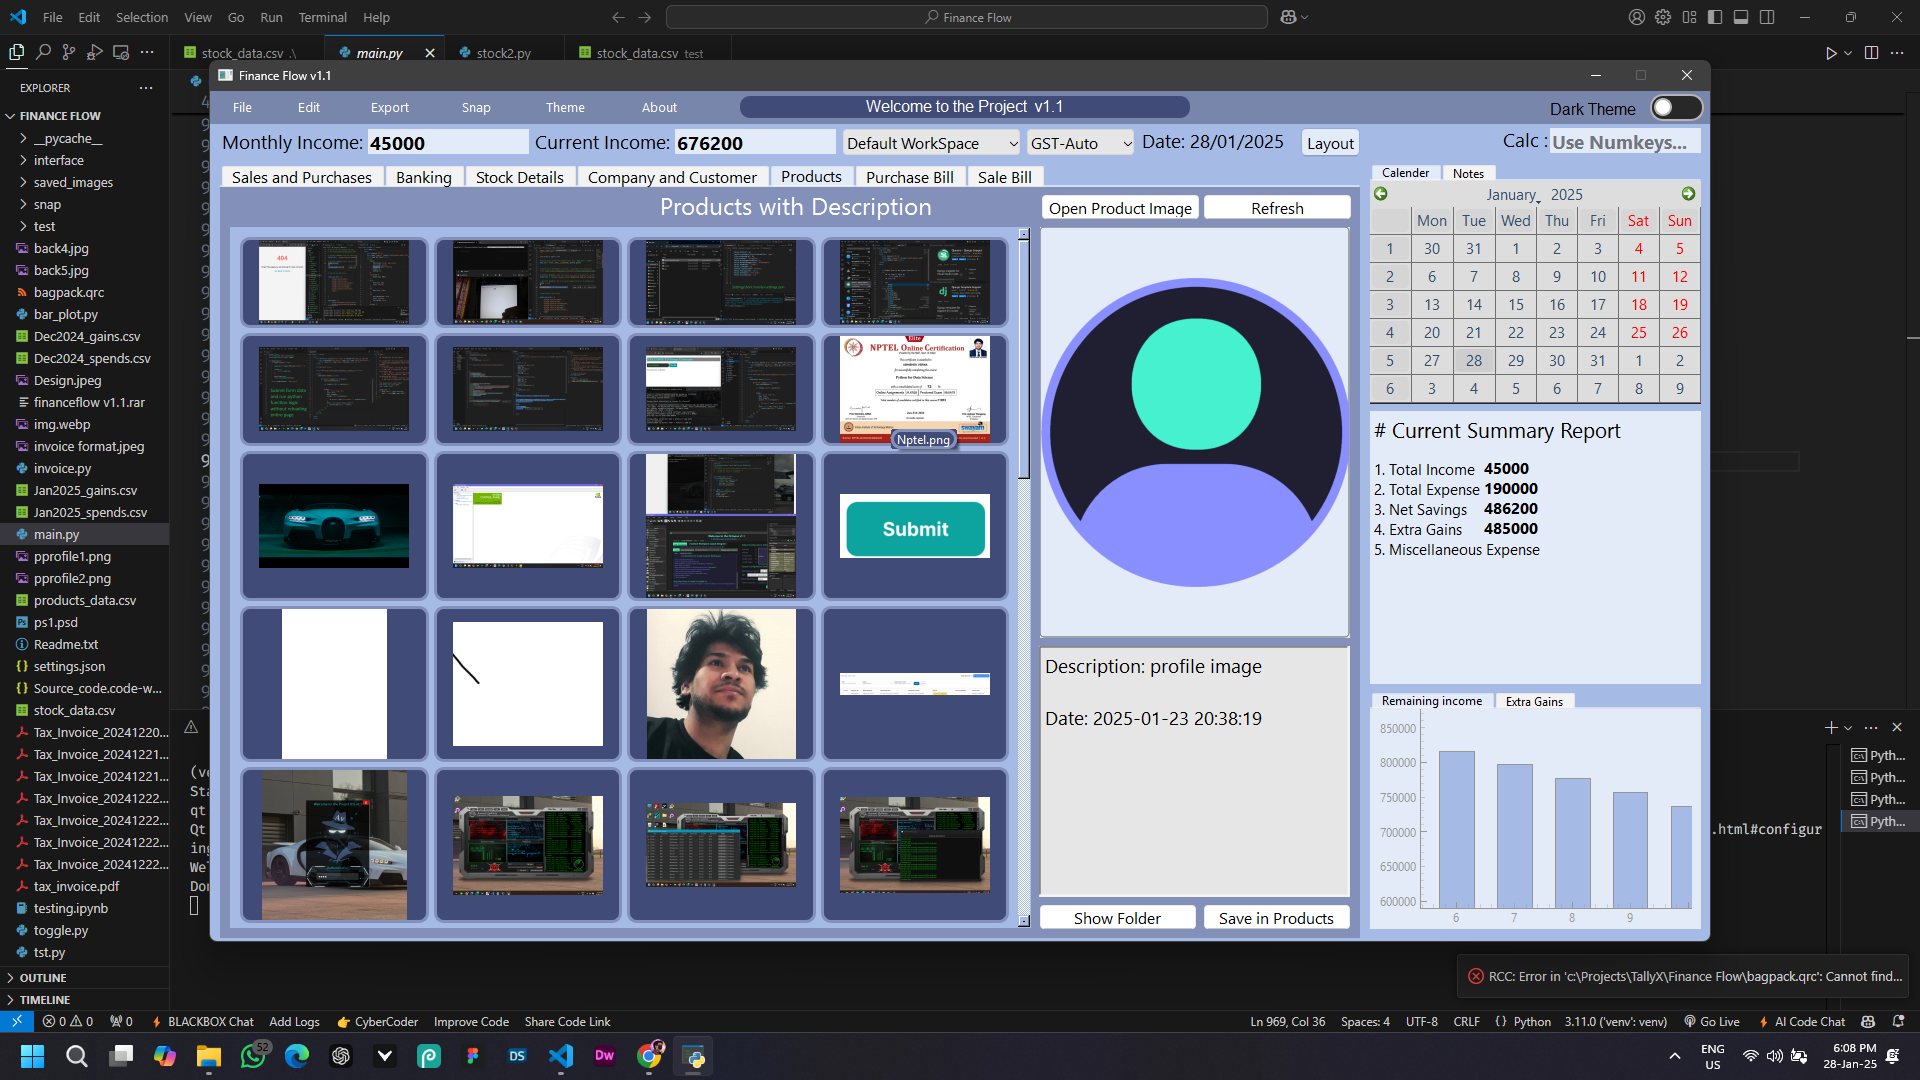 File Edit Selection View Go Run Terminal Help
Finance Flow
EXPLORER
stock_data.csv .\
main.py
stock2.py
stock_data.csv test
FINANCE FLOW
__pycache__
interface
saved_images
snap
test
back4.jpg
back5.jpg
bagpack.qrc
bar_plot.py
Dec2024_gains.csv
Dec2024_spends.csv
Design.jpeg
financeflow v1.1.rar
img.webp
invoice format.jpeg
invoice.py
Jan2025_gains.csv
Jan2025_spends.csv
main.py
pprofile1.png
pprofile2.png
products_data.csv
ps1.psd
Readme.txt
settings.json
Source_code.code-w...
stock_data.csv
Tax_Invoice_20241220...
Tax_Invoice_20241221...
Tax_Invoice_20241221...
Tax_Invoice_20241222...
Tax_Invoice_20241222...
Tax_Invoice_20241222...
Tax_Invoice_20241222...
tax_invoice.pdf
testing.ipynb
toggle.py
tst.py
OUTLINE
TIMELINE
Finance Flow v1.1
File Edit Export Snap Theme About
Welcome to the Project v1.1
Dark Theme
Monthly Income: 45000 Current Income: 676200 Default WorkSpace GST-Auto Date: 28/01/2025 Layout
Calc : Use Numkeys...
Sales and Purchases Banking Stock Details Company and Customer Products Purchase Bill Sale Bill
Products with Description
Open Product Image Refresh
404
NPTEL Online Certification
Nptel.png
Submit
Description: profile image
Date: 2025-01-23 20:38:19
Show Folder Save in Products
Calender Notes
January, 2025
Mon Tue Wed Thu Fri Sat Sun
1 30 31 1 2 3 4 5
2 6 7 8 9 10 11 12
3 13 14 15 16 17 18 19
4 20 21 22 23 24 25 26
5 27 28 29 30 31 1 2
6 3 4 5 6 7 8 9
# Current Summary Report
1. Total Income 45000
2. Total Expense 190000
3. Net Savings 486200
4. Extra Gains 485000
5. Miscellaneous Expense
Remaining income Extra Gains
850000
800000
750000
700000
650000
600000
6 7 8 9
(ve
Sta
qt
Qt
ing
We
Don
.html#configur
Pyth...
Pyth...
Pyth...
Pyth...
RCC: Error in 'c:\Projects\TallyX\Finance Flow\bagpack.qrc': Cannot find...
0 0 0 BLACKBOX Chat Add Logs CyberCoder Improve Code Share Code Link
Ln 969, Col 36 Spaces: 4 UTF-8 CRLF {} Python 3.11.0 ('venv': venv) Go Live AI Code Chat
52
DS
Dw
ENG
US
6:08 PM
28-Jan-25